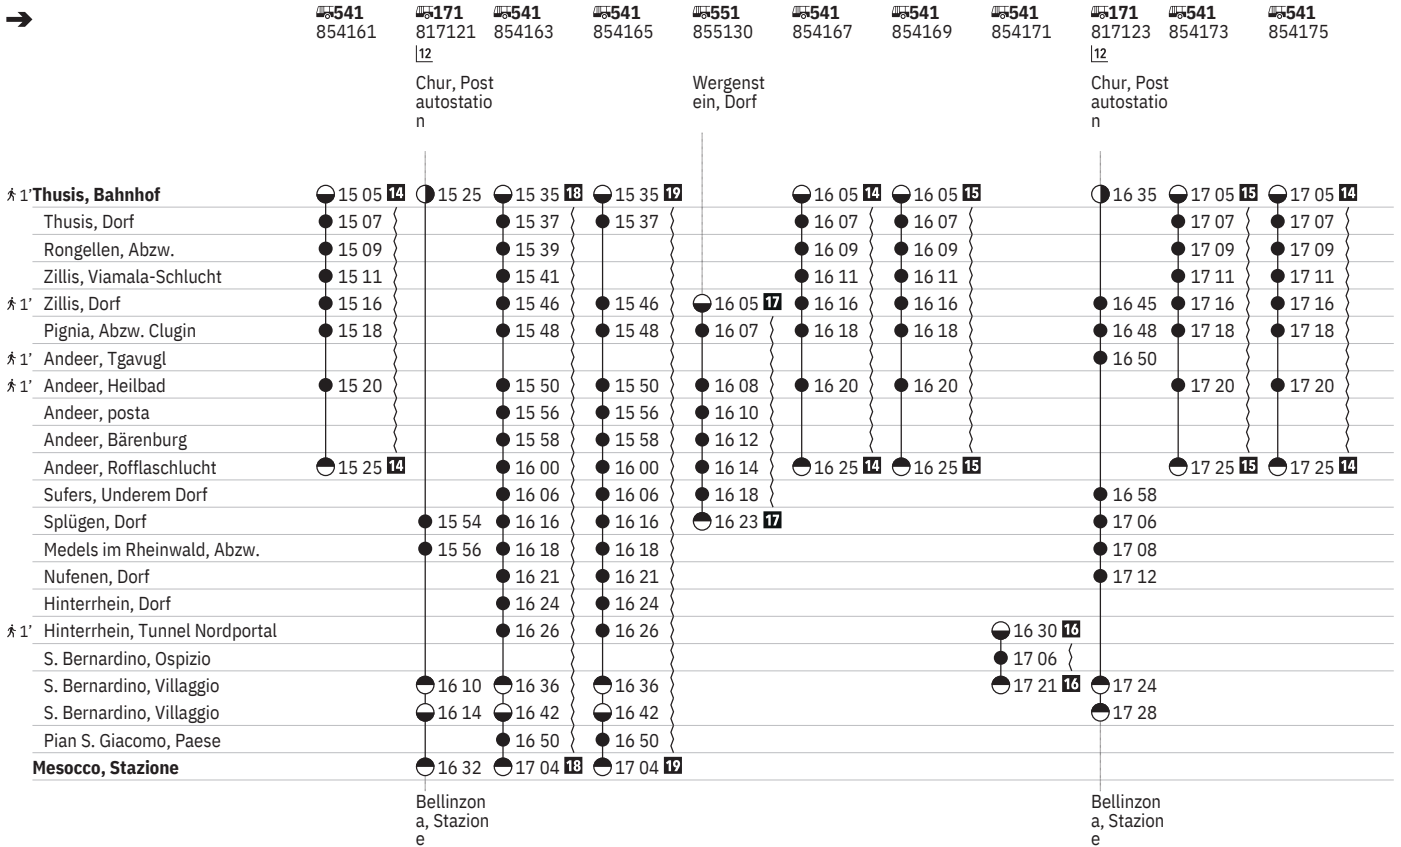 541 171 541 541 551 541 541 541 171 541 541
854161 817121 854163 854165 855130 854167 854169 854171 817123 854173 854175
12 12
Chur, Post Wergenst Chur, Post
autostatio ein, Dorf autostatio
n n
1' Thusis, Bahnhof 15 05 14 15 25 15 35 18 15 35 19 16 05 14 16 05 15 16 35 17 05 15 17 05 14
Thusis, Dorf 15 07 15 37 15 37 16 07 16 07 17 07 17 07
Rongellen, Abzw. 15 09 15 39 16 09 16 09 17 09 17 09
Zillis, Viamala-Schlucht 15 11 15 41 16 11 16 11 17 11 17 11
1' Zillis, Dorf 15 16 15 46 15 46 16 05 17 16 16 16 16 16 45 17 16 17 16
Pignia, Abzw. Clugin 15 18 15 48 15 48 16 07 16 18 16 18 16 48 17 18 17 18
1' Andeer, Tgavugl 16 50
1' Andeer, Heilbad 15 20 15 50 15 50 16 08 16 20 16 20 17 20 17 20
Andeer, posta 15 56 15 56 16 10
Andeer, Bärenburg 15 58 15 58 16 12
Andeer, Rofflaschlucht 15 25 14 16 00 16 00 16 14 16 25 14 16 25 15 17 25 15 17 25 14
Sufers, Underem Dorf 16 06 16 06 16 18 16 58
Splügen, Dorf 15 54 16 16 16 16 16 23 17 17 06
Medels im Rheinwald, Abzw. 15 56 16 18 16 18 17 08
Nufenen, Dorf 16 21 16 21 17 12
Hinterrhein, Dorf 16 24 16 24
1' Hinterrhein, Tunnel Nordportal 16 26 16 26 16 30 16
S. Bernardino, Ospizio 17 06
S. Bernardino, Villaggio 16 10 16 36 16 36 17 21 16 17 24
S. Bernardino, Villaggio 16 14 16 42 16 42 17 28
Pian S. Giacomo, Paese 16 50 16 50
Mesocco, Stazione 16 32 17 04 18 17 04 19
Bellinzon Bellinzon
a, Stazion a, Stazion
e e